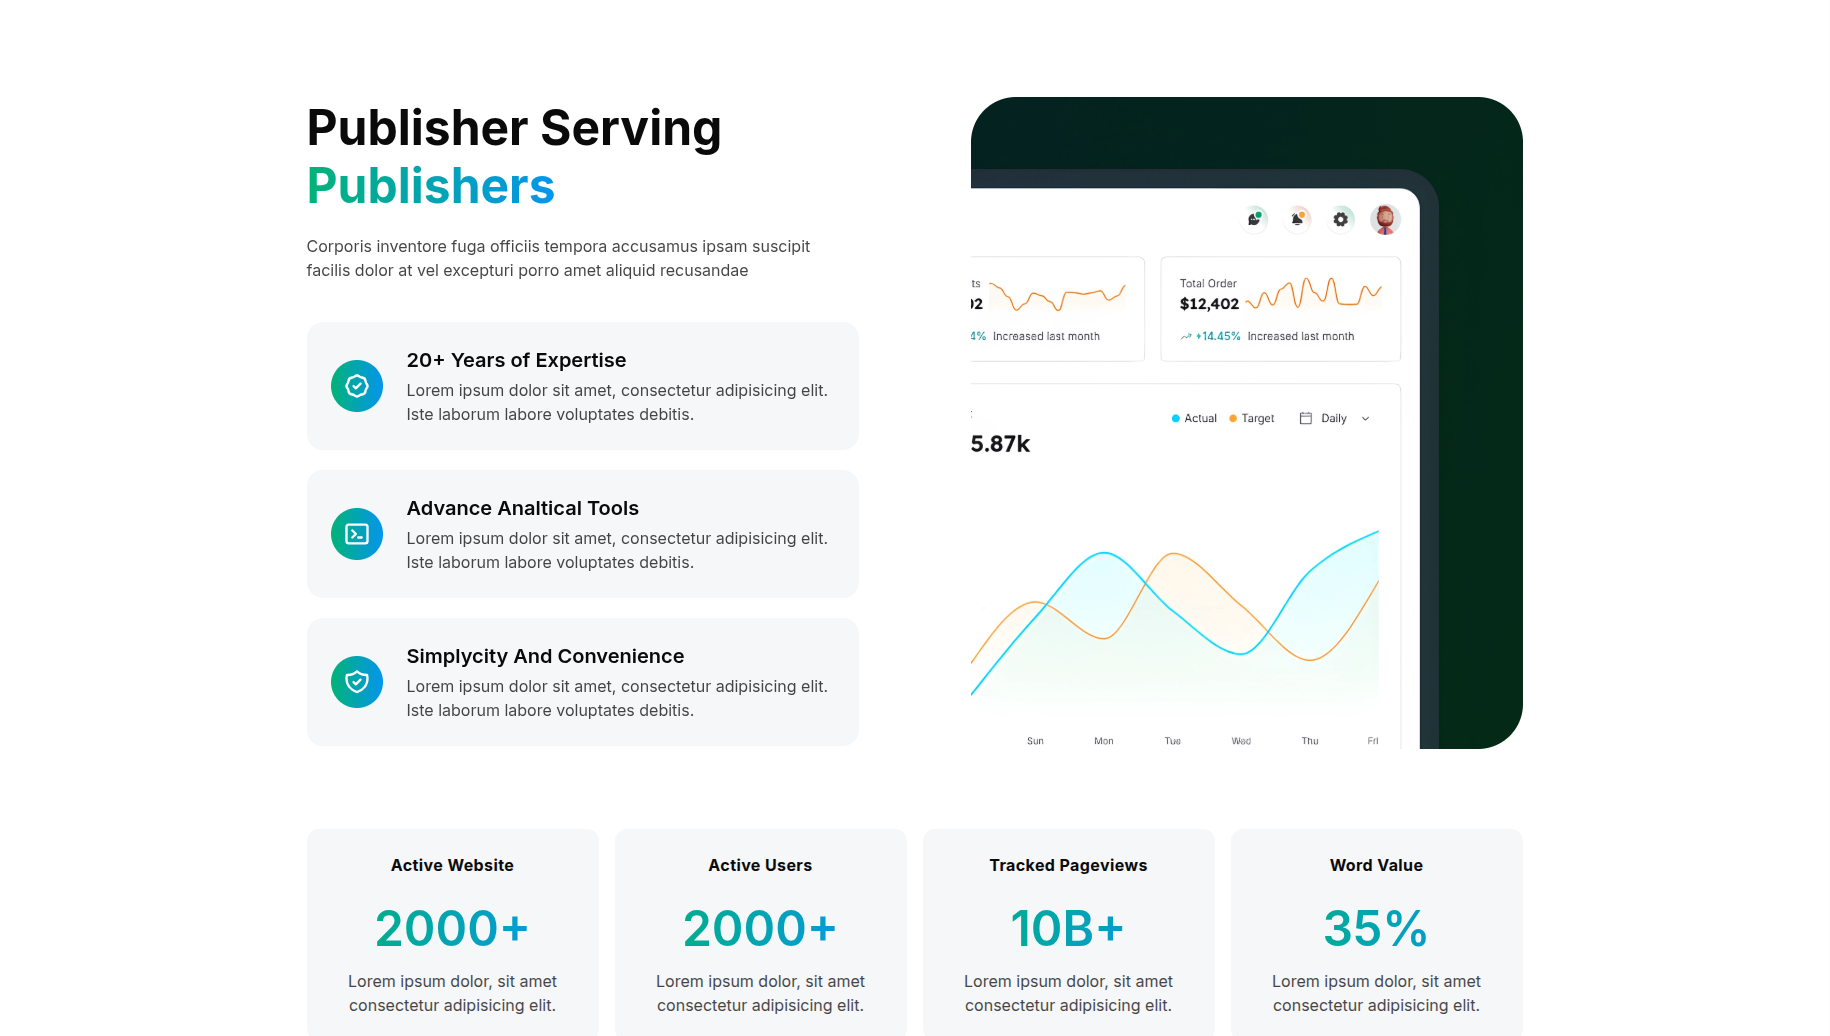 Publisher Serving
Publishers
Corporis inventore fuga officiis tempora accusamus ipsam suscipit
facilis dolor at vel excepturi porro amet aliquid recusandae
20+ Years of Expertise
Lorem ipsum dolor sit amet, consectetur adipisicing elit.
Iste laborum labore voluptates debitis.
Advance Analtical Tools
Lorem ipsum dolor sit amet, consectetur adipisicing elit.
Iste laborum labore voluptates debitis.
Simplycity And Convenience
Lorem ipsum dolor sit amet, consectetur adipisicing elit.
Iste laborum labore voluptates debitis.
ts
02
4% Increased last month
Total Order
$12,402
+14.45% Increased last month
Actual Target Daily
5.87k
Sun Mon Tue Wed Thu Fri
Active Website
2000+
Lorem ipsum dolor, sit amet
consectetur adipisicing elit.
Active Users
2000+
Lorem ipsum dolor, sit amet
consectetur adipisicing elit.
Tracked Pageviews
10B+
Lorem ipsum dolor, sit amet
consectetur adipisicing elit.
Word Value
35%
Lorem ipsum dolor, sit amet
consectetur adipisicing elit.